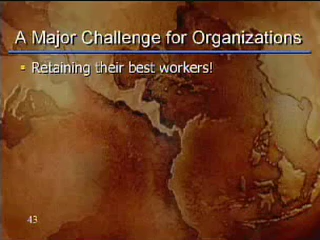 A Major Challenge for Organizations
▪ Retaining their best workers!
43